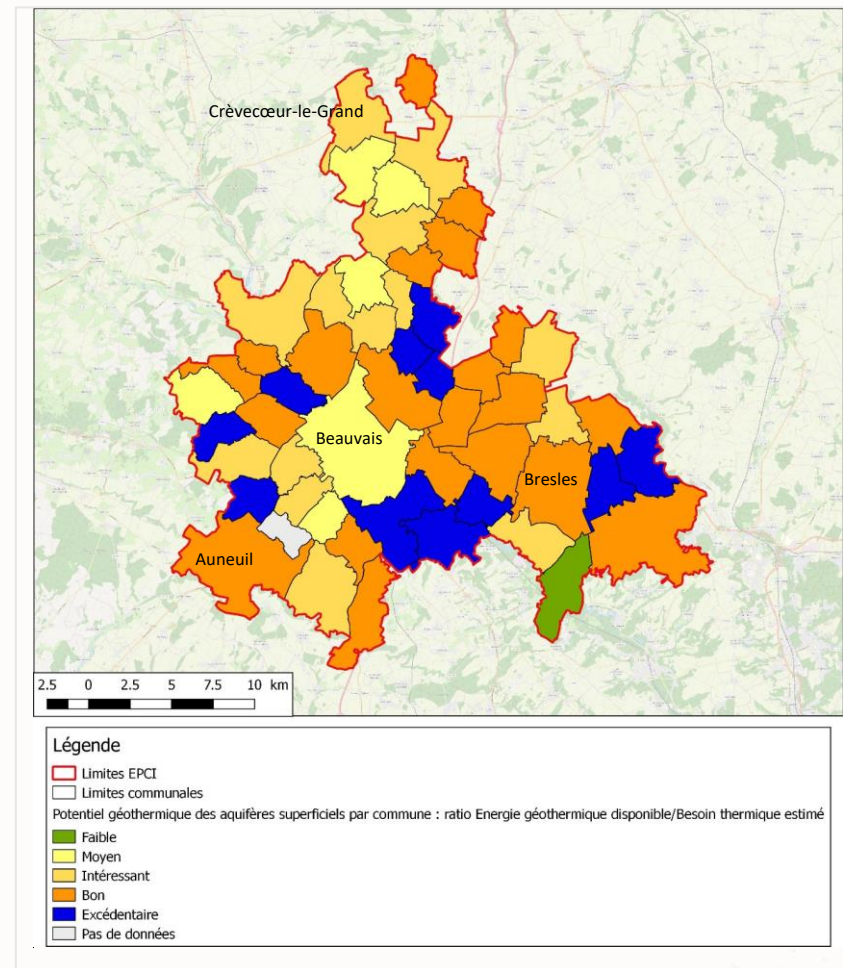 Crèvecœur-le-Grand
Beauvais
Bresles
Auneuil
2.5 0 2.5 5 7.5 10 km
Légende
Limites EPCI
Limites communales
Potentiel géothermique des aquifères superficiels par commune : ratio Energie géothermique disponible/Besoin thermique estimé
Faible
Moyen
Intéressant
Bon
Excédentaire
Pas de données